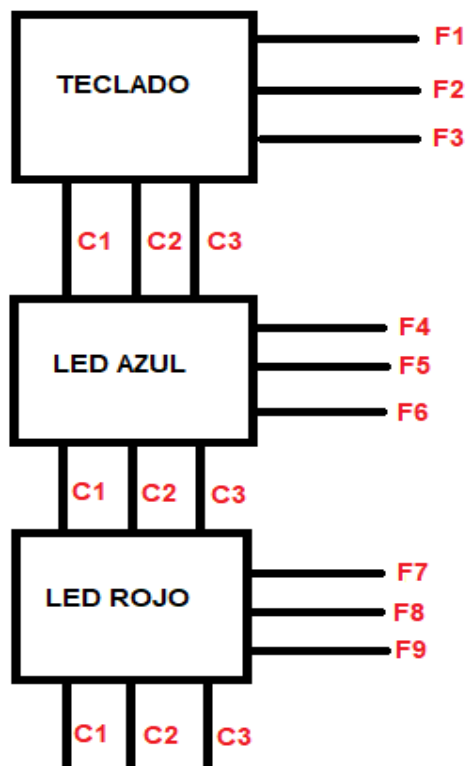 F1
TECLADO
F2
F3
C1 C2 C3
F4
LED AZUL
F5
F6
C1 C2 C3
F7
LED ROJO
F8
F9
C1 C2 C3